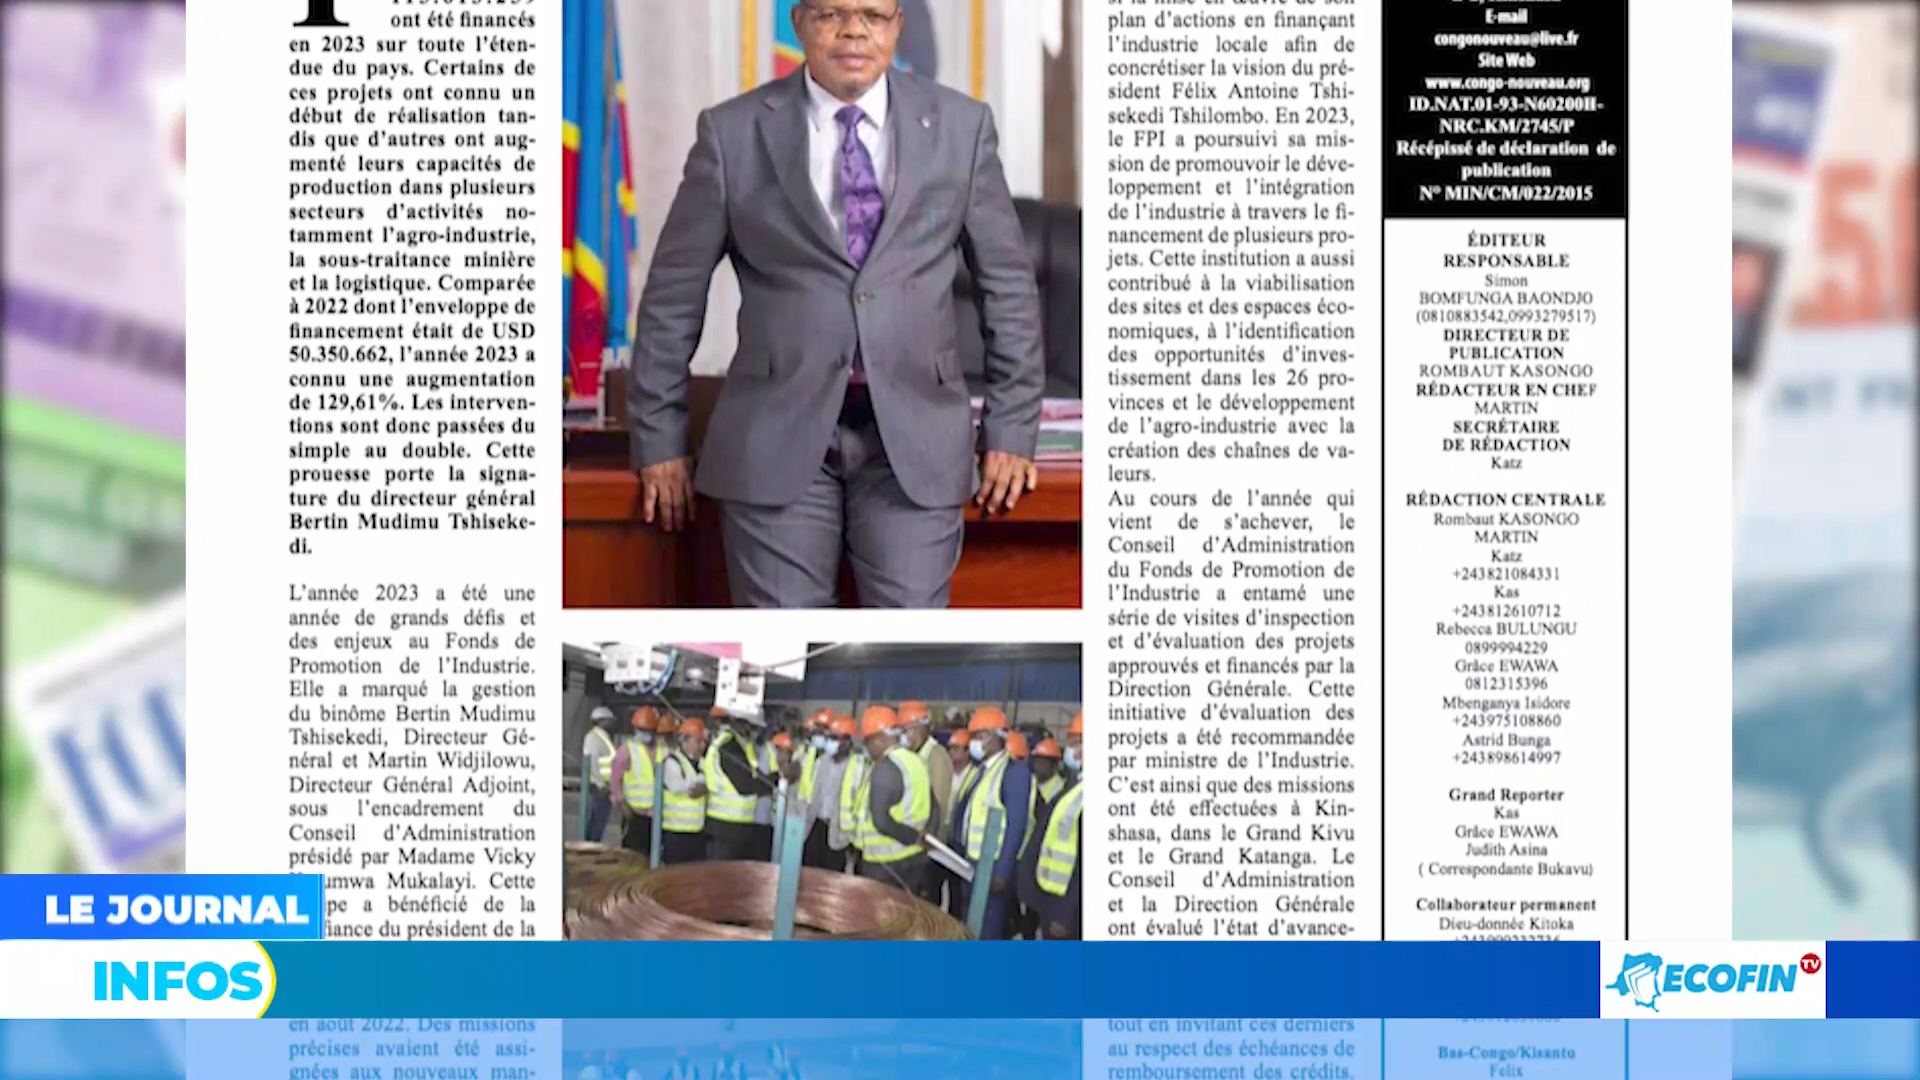 ont été financés
en 2023 sur toute l'éten-
due du pays. Certains de
ces projets ont connu un
début de réalisation tan-
dis que d'autres ont aug-
menté leurs capacités de
production dans plusieurs
secteurs d'activités no-
tamment l'agro-industrie,
la sous-traitance minière
et la logistique. Comparée
à 2022 dont l'enveloppe de
financement était de USD
50.350.662, l'année 2023 a
connu une augmentation
de 129,61%. Les interven-
tions sont donc passées du
simple au double. Cette
prouesse porte la signa-
ture du directeur général
Bertin Mudimu Tshiseke-
di.
L'année 2023 a été une
année de grands défis et
des enjeux au Fonds de
Promotion de l'Industrie.
Elle a marqué la gestion
du binôme Bertin Mudimu
Tshisekedi, Directeur Gé-
néral et Martin Widjilowu,
Directeur Général Adjoint,
sous l'encadrement du
Conseil d'Administration
présidé par Madame Vicky
Mukalayi. Cette
a bénéficié de la
du président de la
en août 2022. Des missions
précises avaient été assi-
gnées aux nouveaux man-
plan d'actions en finançant
l'industrie locale afin de
concrétiser la vision du pré-
sident Félix Antoine Tshi-
sekedi Tshilombo. En 2023,
le FPI a poursuivi sa mis-
sion de promouvoir le déve-
loppement et l'intégration
de l'industrie à travers le fi-
nancement de plusieurs pro-
jets. Cette institution a aussi
contribué à la viabilisation
des sites et des espaces éco-
nomiques, à l'identification
des opportunités d'inves-
tissement dans les 26 pro-
vinces et le développement
de l'agro-industrie avec la
création des chaînes de va-
leurs.
Au cours de l'année qui
vient de s'achever, le
Conseil d'Administration
du Fonds de Promotion de
l'Industrie a entamé une
série de visites d'inspection
et d'évaluation des projets
approuvés et financés par la
Direction Générale. Cette
initiative d'évaluation des
projets a été recommandée
par ministre de l'Industrie.
C'est ainsi que des missions
ont été effectuées à Kin-
shasa, dans le Grand Kivu
et le Grand Katanga. Le
Conseil d'Administration
et la Direction Générale
ont évalué l'état d'avance-
tout en invitant ces derniers
au respect des échéances de
remboursement des crédits.
E-mail
congonouveau@live.fr
Site Web
www.congo-nouveau.org
ID.NAT.01-93-N60200H-
NRC.KM/2745/P
Récépissé de déclaration de
publication
N° MIN/CM/022/2015
ÉDITEUR
RESPONSABLE
Simon
BOMFUNGA BAONDJO
(0810883542,0993279517)
DIRECTEUR DE
PUBLICATION
ROMBAUT KASONGO
RÉDACTEUR EN CHEF
MARTIN
SECRÉTAIRE
DE RÉDACTION
Katz
RÉDACTION CENTRALE
Rombaut KASONGO
MARTIN
Katz
+243821084331
Kas
+243812610712
Rebecca BULUNGU
0899994229
Grâce EWAWA
0812315396
Mbenganya Isidore
+243975108860
Astrid Bunga
+243898614997
Grand Reporter
Kas
Grâce EWAWA
Judith Asina
( Correspondante Bukavu)
Collaborateur permanent
Dieu-donnée Kitoka
Bas-Congo/Kisantu
Felix
LE JOURNAL
INFOS
ECOFIN TV